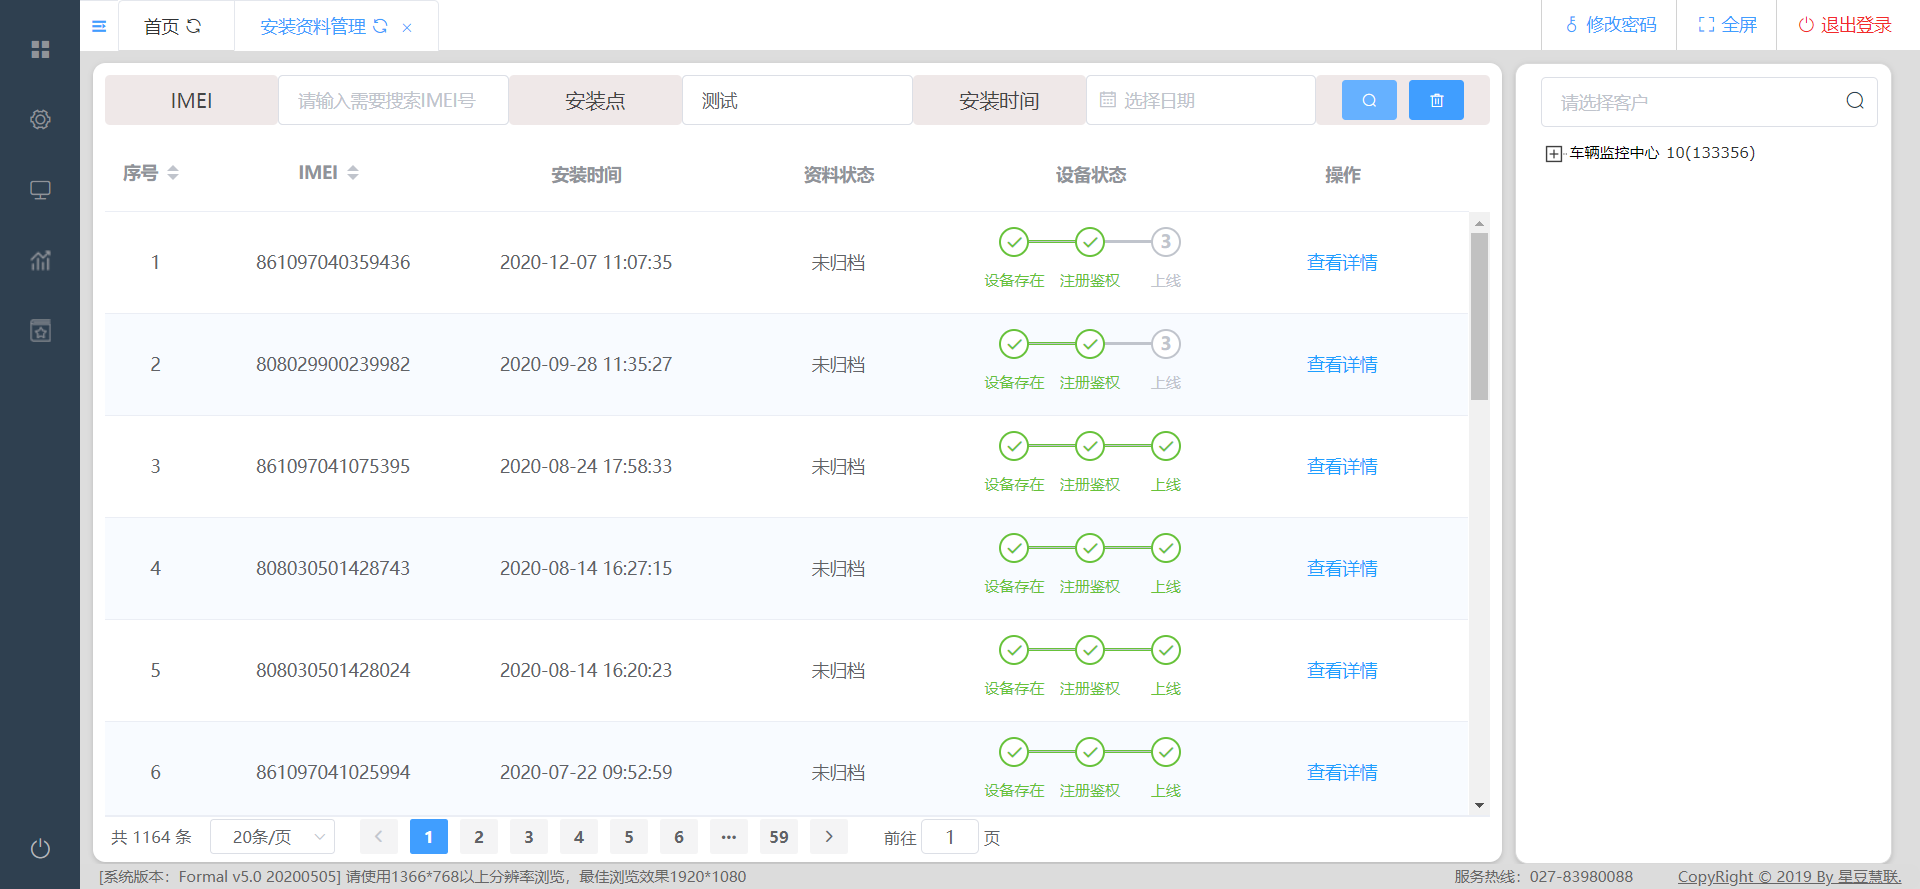 首页
安装资料管理
修改密码
全屏
退出登录
IMEI
请输入需要搜索IMEI号
安装点
测试
安装时间
选择日期
请选择客户
车辆监控中心 10(133356)
序号 IMEI 安装时间 资料状态 设备状态 操作
1 861097040359436 2020-12-07 11:07:35 未归档 3 查看详情
设备存在 注册鉴权 上线
2 808029900239982 2020-09-28 11:35:27 未归档 3 查看详情
设备存在 注册鉴权 上线
3 861097041075395 2020-08-24 17:58:33 未归档 查看详情
设备存在 注册鉴权 上线
4 808030501428743 2020-08-14 16:27:15 未归档 查看详情
设备存在 注册鉴权 上线
5 808030501428024 2020-08-14 16:20:23 未归档 查看详情
设备存在 注册鉴权 上线
6 861097041025994 2020-07-22 09:52:59 未归档 查看详情
设备存在 注册鉴权 上线
共 1164 条 20条/页 1 2 3 4 5 6 ··· 59 前往 1 页
[系统版本：Formal v5.0 20200505] 请使用1366*768以上分辨率浏览，最佳浏览效果1920*1080
服务热线：027-83980088
CopyRight © 2019 By 星豆慧联.